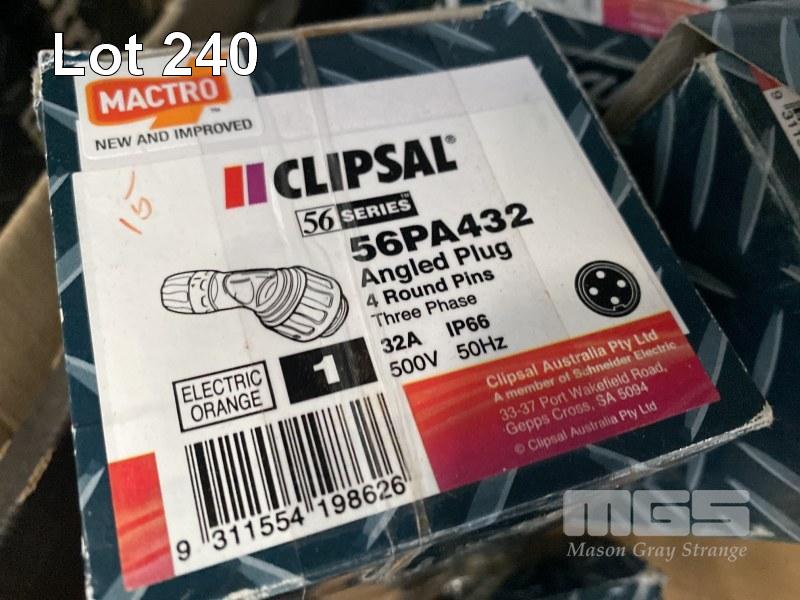 Lot 240
MACTRO™
NEW AND IMPROVED
15
CLIPSAL®
56 SERIES™
56PA432
Angled Plug
4 Round Pins
Three Phase
32A IP66
500V 50Hz
ELECTRIC
ORANGE
1
Clipsal Australia Pty Ltd
A member of Schneider Electric
33-37 Port Wakefield Road,
Gepps Cross, SA 5094
© Clipsal Australia Pty Ltd
9 311554 198626
MGS
Mason Gray Strange